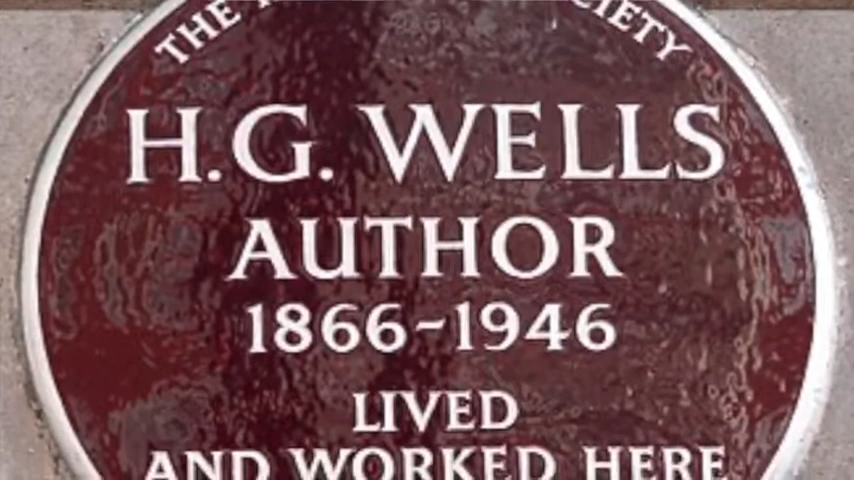 THE
H.G. WELLS
AUTHOR
1866-1946
LIVED
AND WORKED HERE